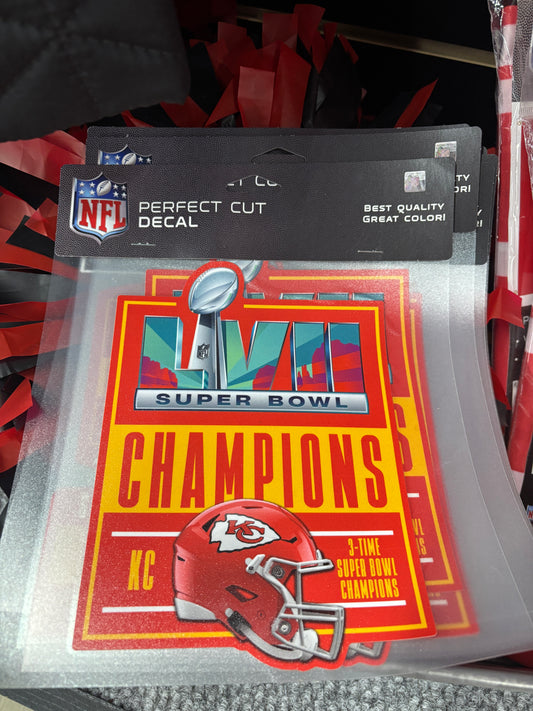 NFL
PERFECT CUT
DECAL
BEST QUALITY
GREAT COLOR!
LVII
SUPER BOWL
CHAMPIONS
KC
KC
3-TIME
SUPER BOWL
CHAMPIONS